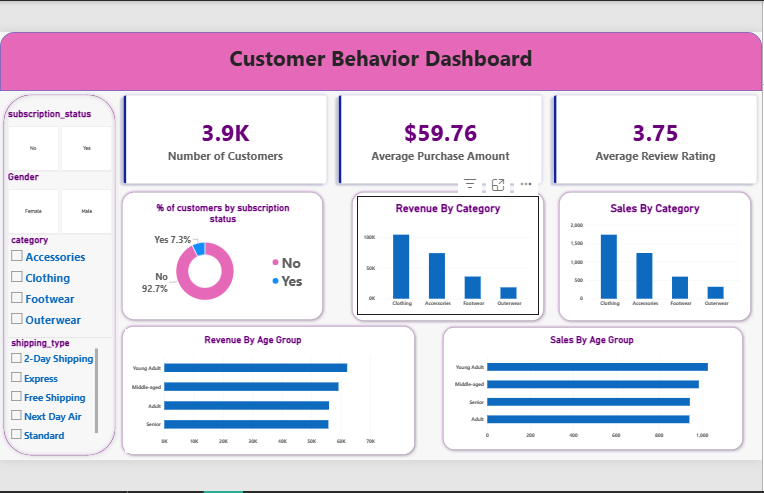 Customer Behavior Dashboard
subscription_status
No
Yes
Gender
Female
Male
category
Accessories
Clothing
Footwear
Outerwear
shipping_type
2-Day Shipping
Express
Free Shipping
Next Day Air
Standard
3.9K
Number of Customers
$59.76
Average Purchase Amount
3.75
Average Review Rating
% of customers by subscription
status
Yes 7.3%
No
92.7%
No
Yes
Revenue By Category
100K
50K
0K
Clothing
Accessories
Footwear
Outerwear
Sales By Category
2,000
1,500
1,000
500
0
Clothing
Accessories
Footwear
Outerwear
Revenue By Age Group
Young Adult
Middle-aged
Adult
Senior
0K
10K
20K
30K
40K
50K
60K
70K
Sales By Age Group
Young Adult
Middle-aged
Senior
Adult
0
200
400
600
800
1,000